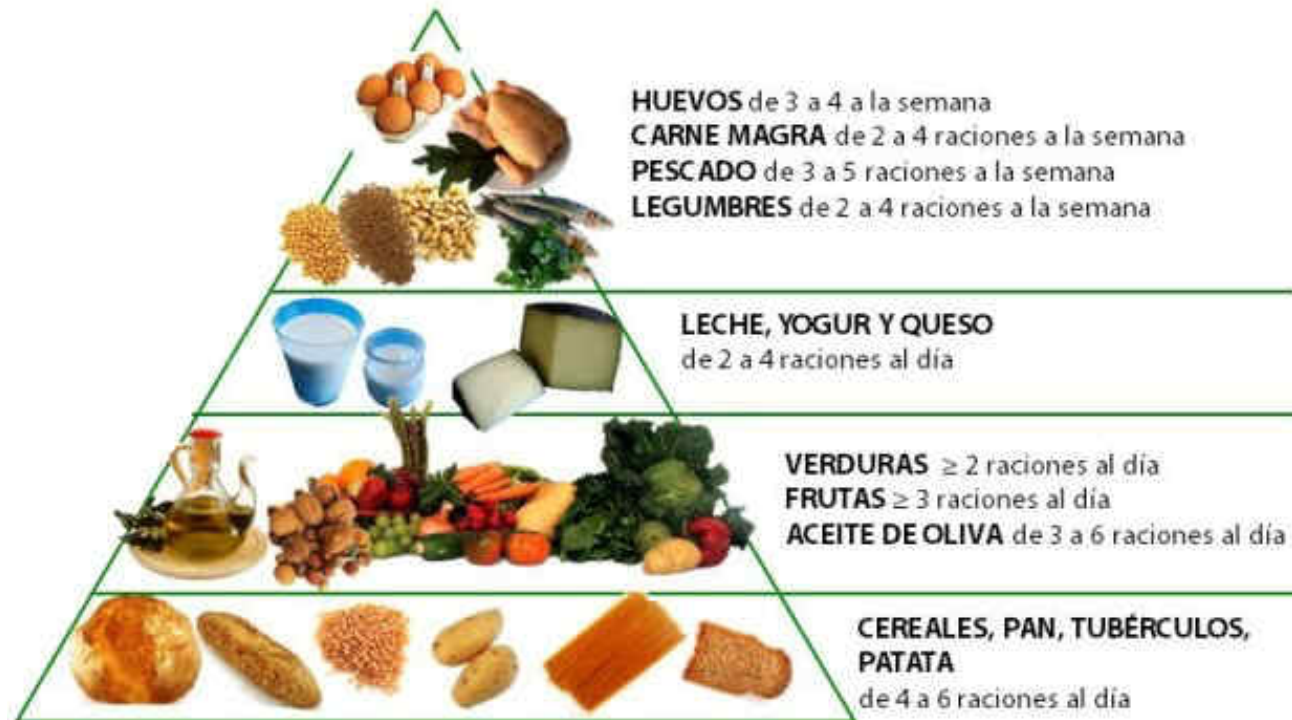 HUEVOS de 3 a 4 a la semana
CARNE MAGRA de 2 a 4 raciones a la semana
PESCADO de 3 a 5 raciones a la semana
LEGUMBRES de 2 a 4 raciones a la semana
LECHE, YOGUR Y QUESO
de 2 a 4 raciones al día
VERDURAS ≥ 2 raciones al día
FRUTAS ≥ 3 raciones al día
ACEITE DE OLIVA de 3 a 6 raciones al día
CEREALES, PAN, TUBÉRCULOS,
PATATA
de 4 a 6 raciones al día